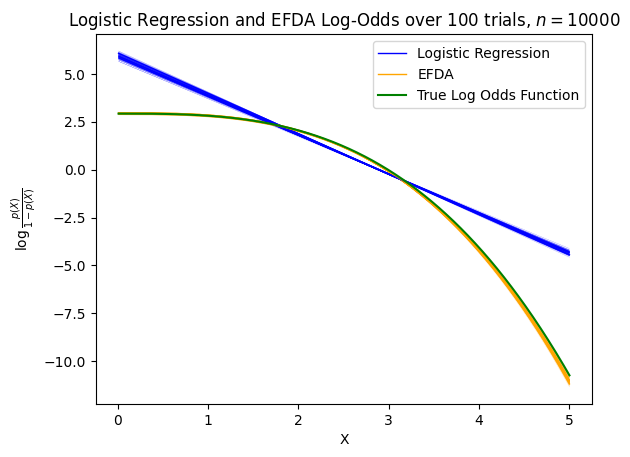 Logistic Regression and EFDA Log-Odds over 100 trials, n = 10000
Logistic Regression
EFDA
True Log Odds Function
5.0
2.5
0.0
−2.5
−5.0
−7.5
−10.0
log p(X)/1 − p(X)
0 1 2 3 4 5
X